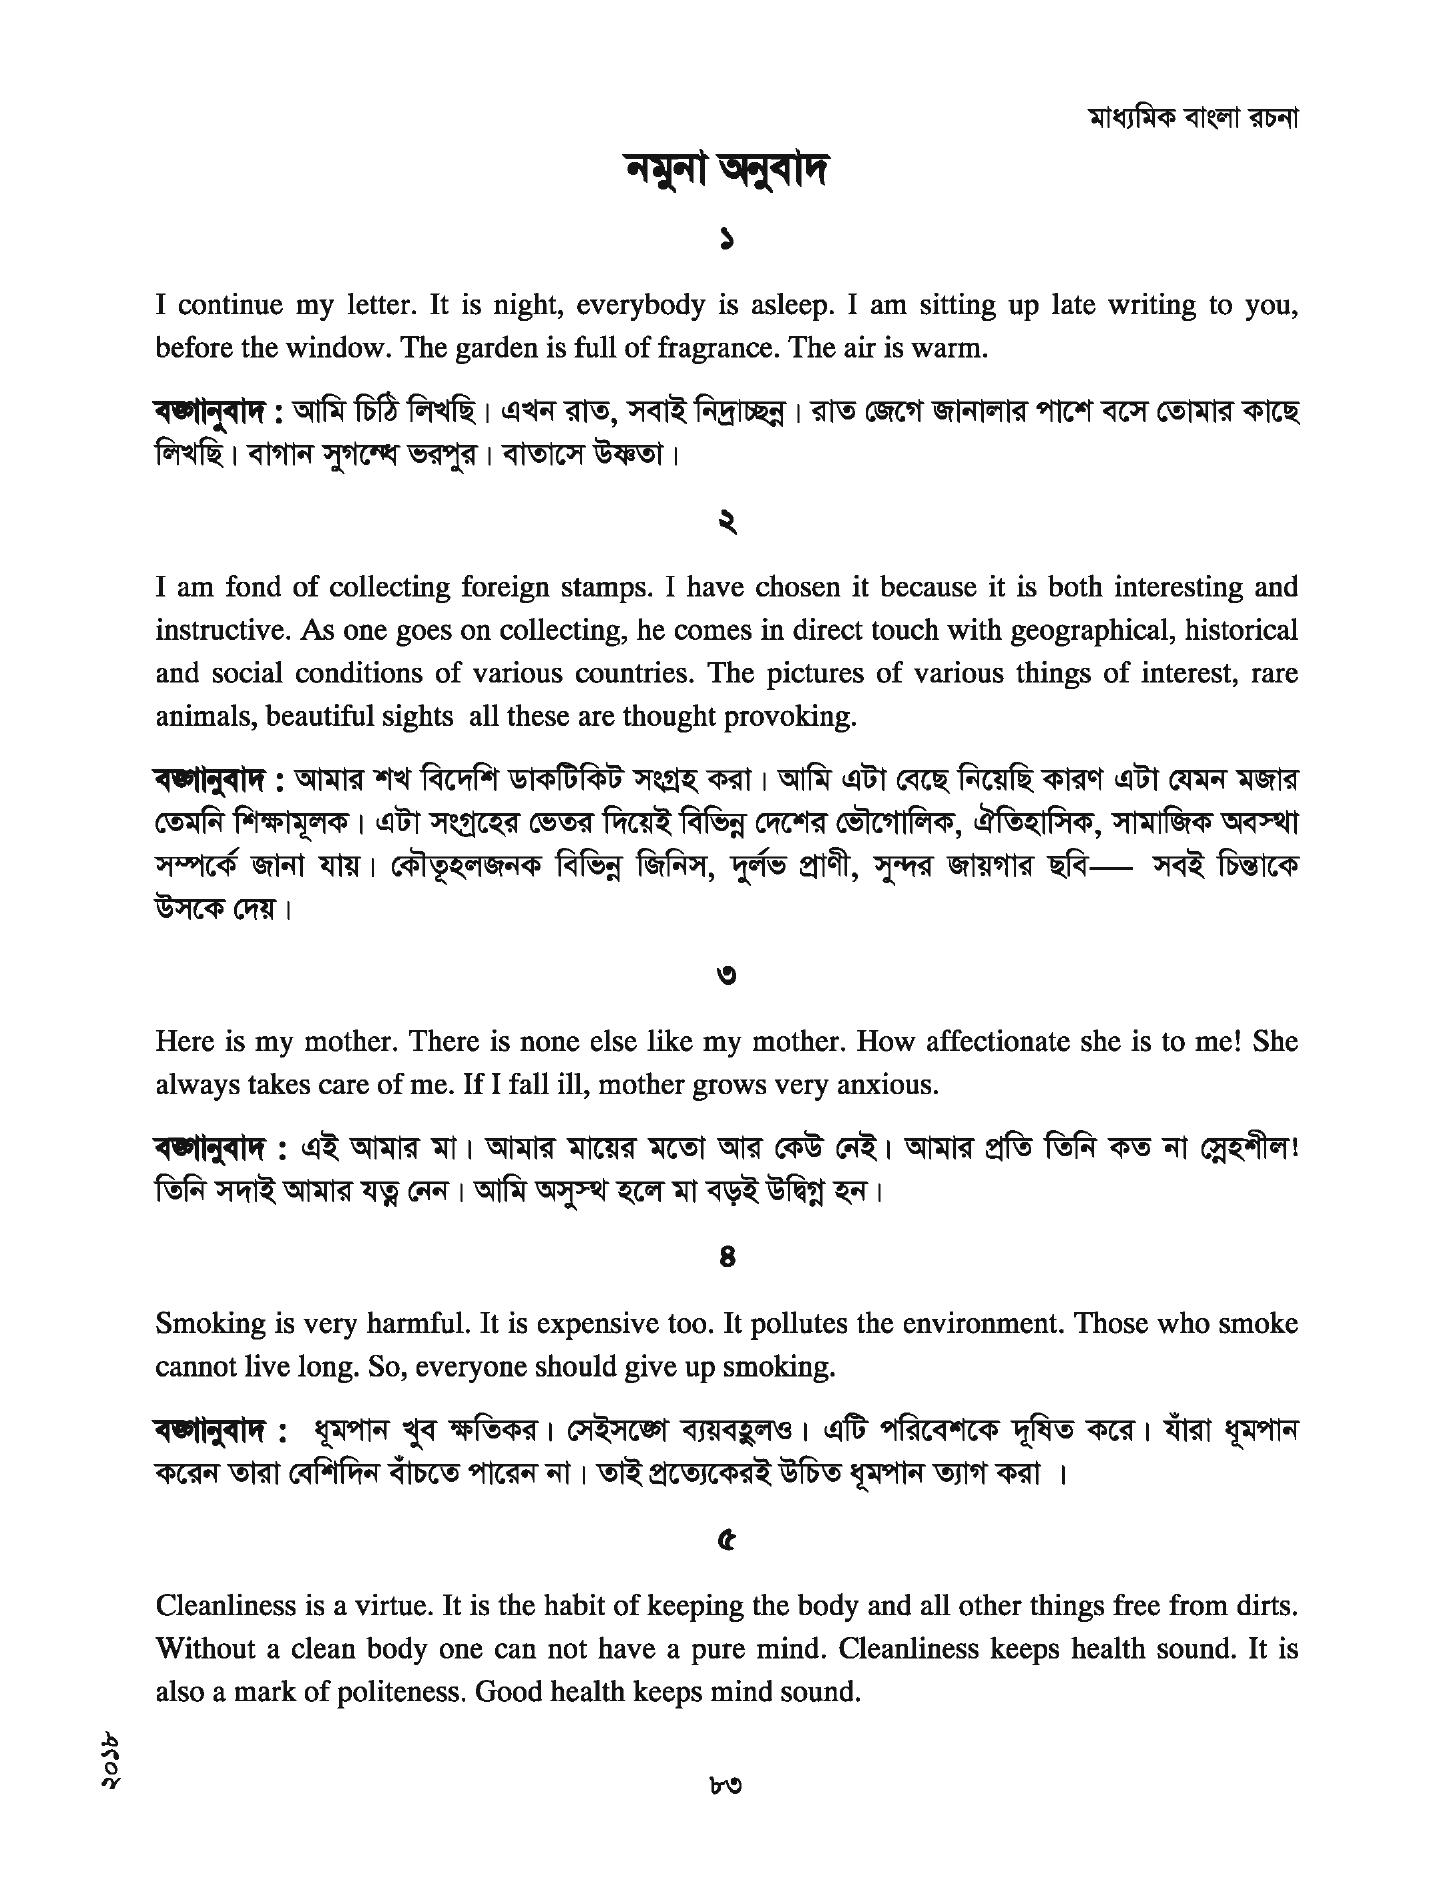 মাধ্যমিক বাংলা রচনা
নমুনা অনুবাদ
১
I continue my letter. It is night, everybody is asleep. I am sitting up late writing to you,
before the window. The garden is full of fragrance. The air is warm.
বঙ্গানুবাদ : আমি চিঠি লিখছি। এখন রাত, সবাই নিদ্রাচ্ছন্ন। রাত জেগে জানালার পাশে বসে তোমার কাছে
লিখছি। বাগান সুগন্ধে ভরপুর। বাতাসে উষ্ণতা।
২
I am fond of collecting foreign stamps. I have chosen it because it is both interesting and
instructive. As one goes on collecting, he comes in direct touch with geographical, historical
and social conditions of various countries. The pictures of various things of interest, rare
animals, beautiful sights all these are thought provoking.
বঙ্গানুবাদ : আমার শখ বিদেশি ডাকটিকিট সংগ্রহ করা। আমি এটা বেছে নিয়েছি কারণ এটা যেমন মজার
তেমনি শিক্ষামূলক। এটা সংগ্রহের ভেতর দিয়েই বিভিন্ন দেশের ভৌগোলিক, ঐতিহাসিক, সামাজিক অবস্থা
সম্পর্কে জানা যায়। কৌতূহলজনক বিভিন্ন জিনিস, দুর্লভ প্রাণী, সুন্দর জায়গার ছবি— সবই চিন্তাকে
উসকে দেয়।
৩
Here is my mother. There is none else like my mother. How affectionate she is to me! She
always takes care of me. If I fall ill, mother grows very anxious.
বঙ্গানুবাদ : এই আমার মা। আমার মায়ের মতো আর কেউ নেই। আমার প্রতি তিনি কত না স্নেহশীল!
তিনি সদাই আমার যত্ন নেন। আমি অসুস্থ হলে মা বড়ই উদ্বিগ্ন হন।
৪
Smoking is very harmful. It is expensive too. It pollutes the environment. Those who smoke
cannot live long. So, everyone should give up smoking.
বঙ্গানুবাদ : ধূমপান খুব ক্ষতিকর। সেইসঙ্গে ব্যয়বহুলও। এটি পরিবেশকে দূষিত করে। যাঁরা ধূমপান
করেন তারা বেশিদিন বাঁচতে পারেন না। তাই প্রত্যেকেরই উচিত ধূমপান ত্যাগ করা ।
৫
Cleanliness is a virtue. It is the habit of keeping the body and all other things free from dirts.
Without a clean body one can not have a pure mind. Cleanliness keeps health sound. It is
also a mark of politeness. Good health keeps mind sound.
২০১৮
৮৩